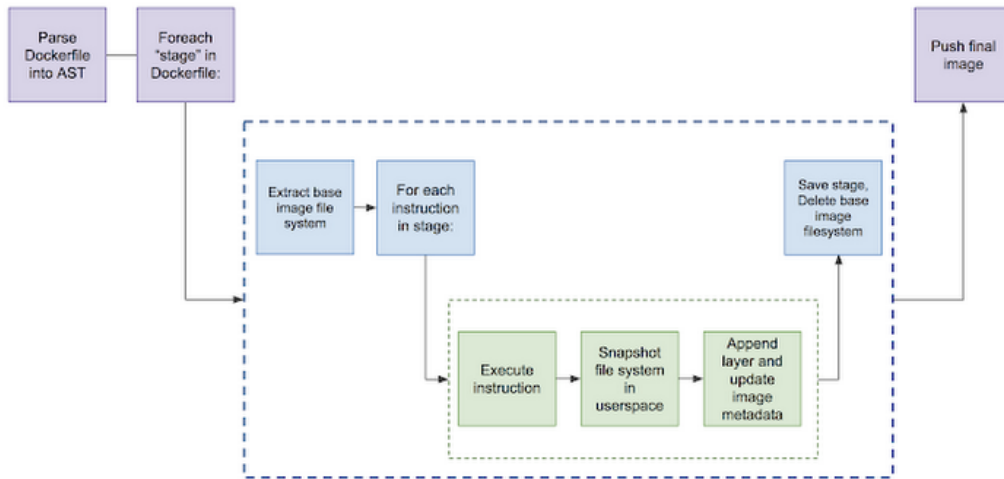 Parse
Dockerfile
into AST
Foreach
"stage" in
Dockerfile:
Push final
image
Extract base
image file
system
For each
instruction
in stage:
Save stage,
Delete base
image
filesystem
Execute
instruction
Snapshot
file system
in
userspace
Append
layer and
update
image
metadata